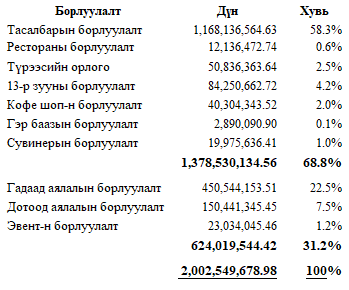 Борлуулалт Дүн Хувь
Тасалбарын борлуулалт 1,168,136,564.63 58.3%
Рестораны борлуулалт 12,136,472.74 0.6%
Түрээсийн орлого 50,836,363.64 2.5%
13-р зууны борлуулалт 84,250,662.72 4.2%
Кофе шоп-н борлуулалт 40,304,343.52 2.0%
Гэр баазын борлуулалт 2,890,090.90 0.1%
Сувинерын борлуулалт 19,975,636.41 1.0%
1,378,530,134.56 68.8%
Гадаад аялалын борлуулалт 450,544,153.51 22.5%
Дотоод аялалын борлуулалт 150,441,345.45 7.5%
Эвент-н борлуулалт 23,034,045.46 1.2%
624,019,544.42 31.2%
2,002,549,678.98 100%